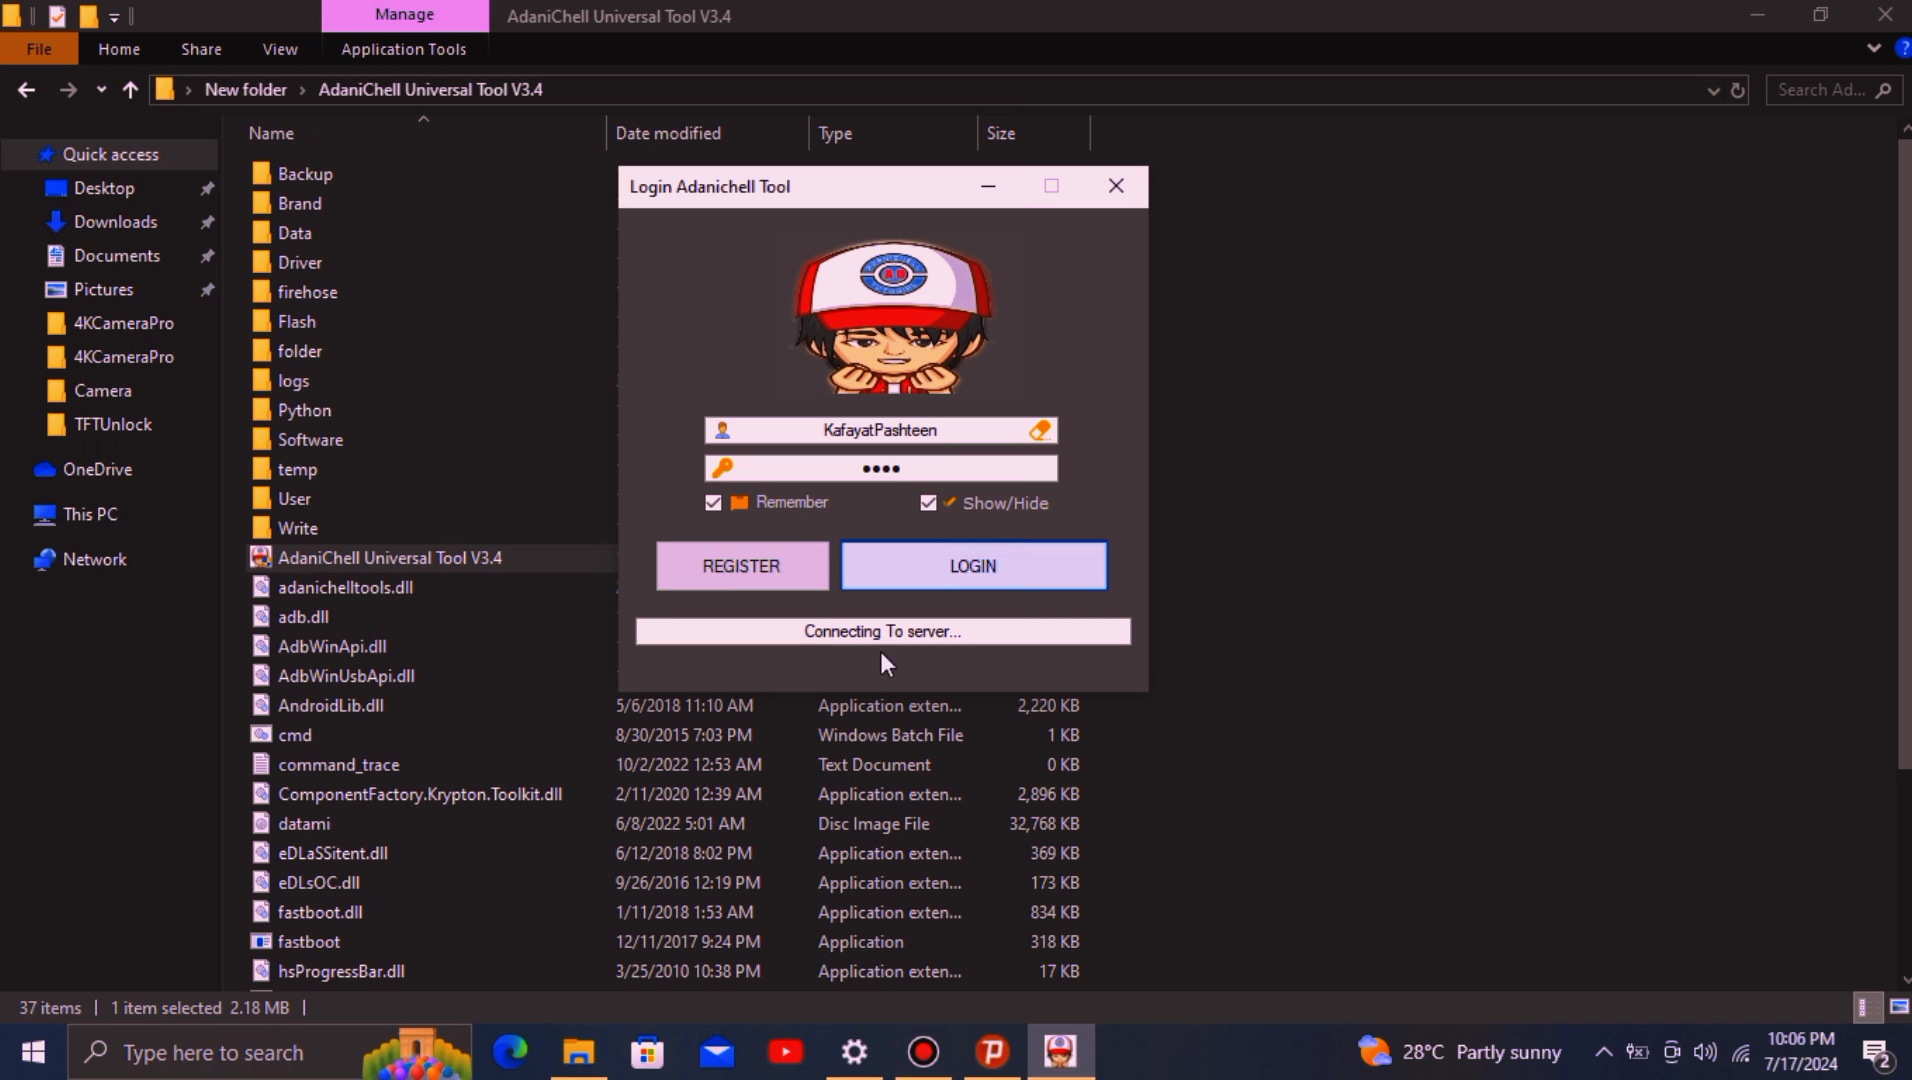 Manage
AdaniChell Universal Tool V3.4
File
Home
Share
View
Application Tools
New folder
AdaniChell Universal Tool V3.4
Search Ad...
Name
Date modified
Type
Size
Quick access
Desktop
Downloads
Documents
Pictures
4KCameraPro
4KCameraPro
Camera
TFTUnlock
OneDrive
This PC
Network
Backup
Brand
Data
Driver
firehose
Flash
folder
logs
Python
Software
temp
User
Write
AdaniChell Universal Tool V3.4
adanichelltools.dll
adb.dll
AdbWinApi.dll
AdbWinUsbApi.dll
AndroidLib.dll 5/6/2018 11:10 AM Application exten... 2,220 KB
cmd 8/30/2015 7:03 PM Windows Batch File 1 KB
command_trace 10/2/2022 12:53 AM Text Document 0 KB
ComponentFactory.Krypton.Toolkit.dll 2/11/2020 12:39 AM Application exten... 2,896 KB
datami 6/8/2022 5:01 AM Disc Image File 32,768 KB
eDLaSSitent.dll 6/12/2018 8:02 PM Application exten... 369 KB
eDLsOC.dll 9/26/2016 12:19 PM Application exten... 173 KB
fastboot.dll 1/11/2018 1:53 AM Application exten... 834 KB
fastboot 12/11/2017 9:24 PM Application 318 KB
hsProgressBar.dll 3/25/2010 10:38 PM Application exten... 17 KB
Login Adanichell Tool
KafayatPashteen
••••
Remember
Show/Hide
REGISTER
LOGIN
Connecting To server...
37 items
1 item selected 2.18 MB
Type here to search
28°C Partly sunny
10:06 PM
7/17/2024
2